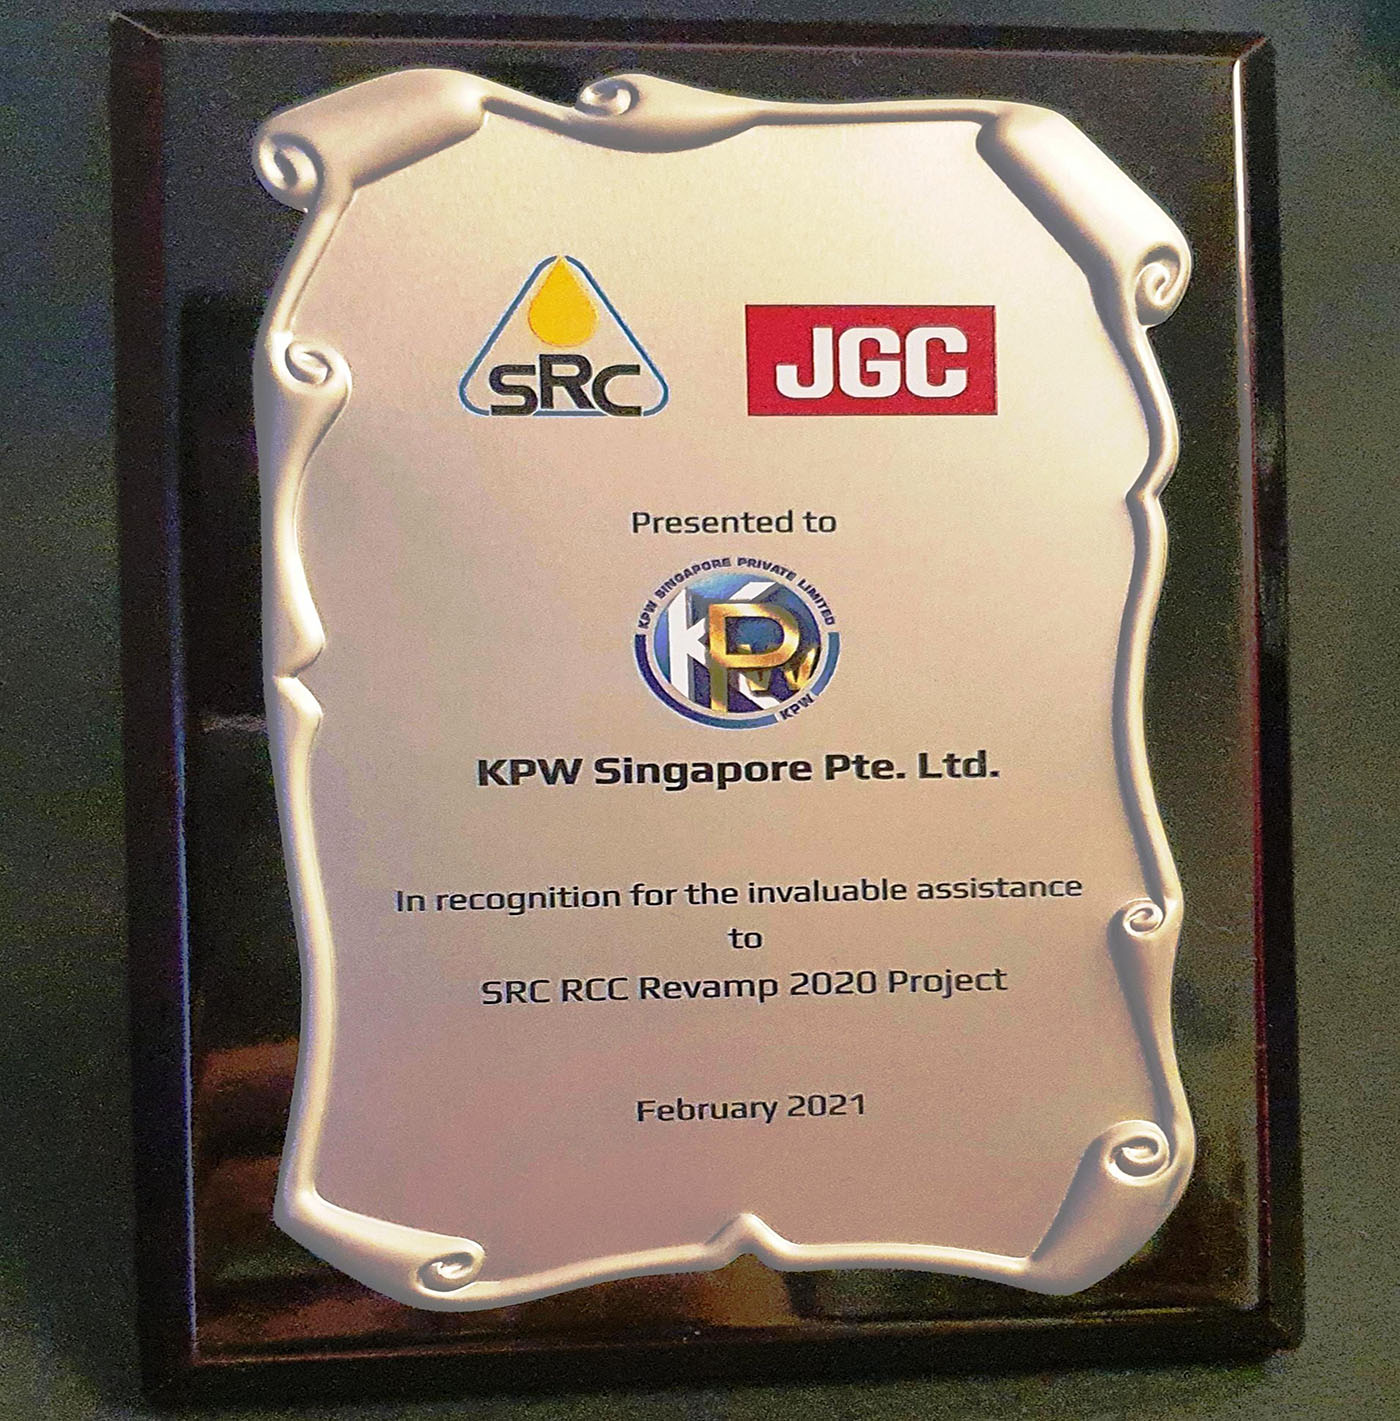 SRC
JGC
Presented to
KPW SINGAPORE PRIVATE LIMITED
KPW
KPW
KPW Singapore Pte. Ltd.
In recognition for the invaluable assistance
to
SRC RCC Revamp 2020 Project
February 2021